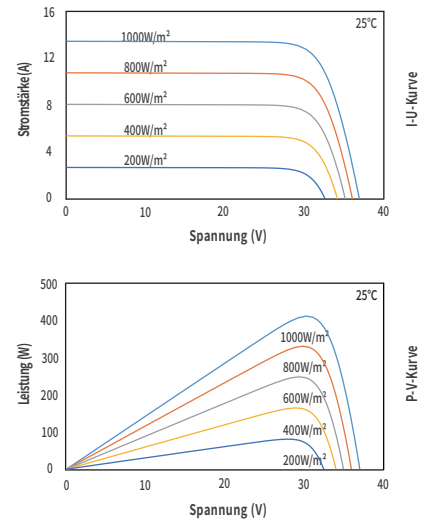 16
25°C
1000W/m²
12
800W/m²
Stromstärke (A)
600W/m²
8
I-U-Kurve
400W/m²
4
200W/m²
0
0 10 20 30 40
Spannung (V)
500
25°C
400
1000W/m²
300
800W/m²
Leistung (W)
P-V-Kurve
200
600W/m²
400W/m²
100
200W/m²
0
0 10 20 30 40
Spannung (V)